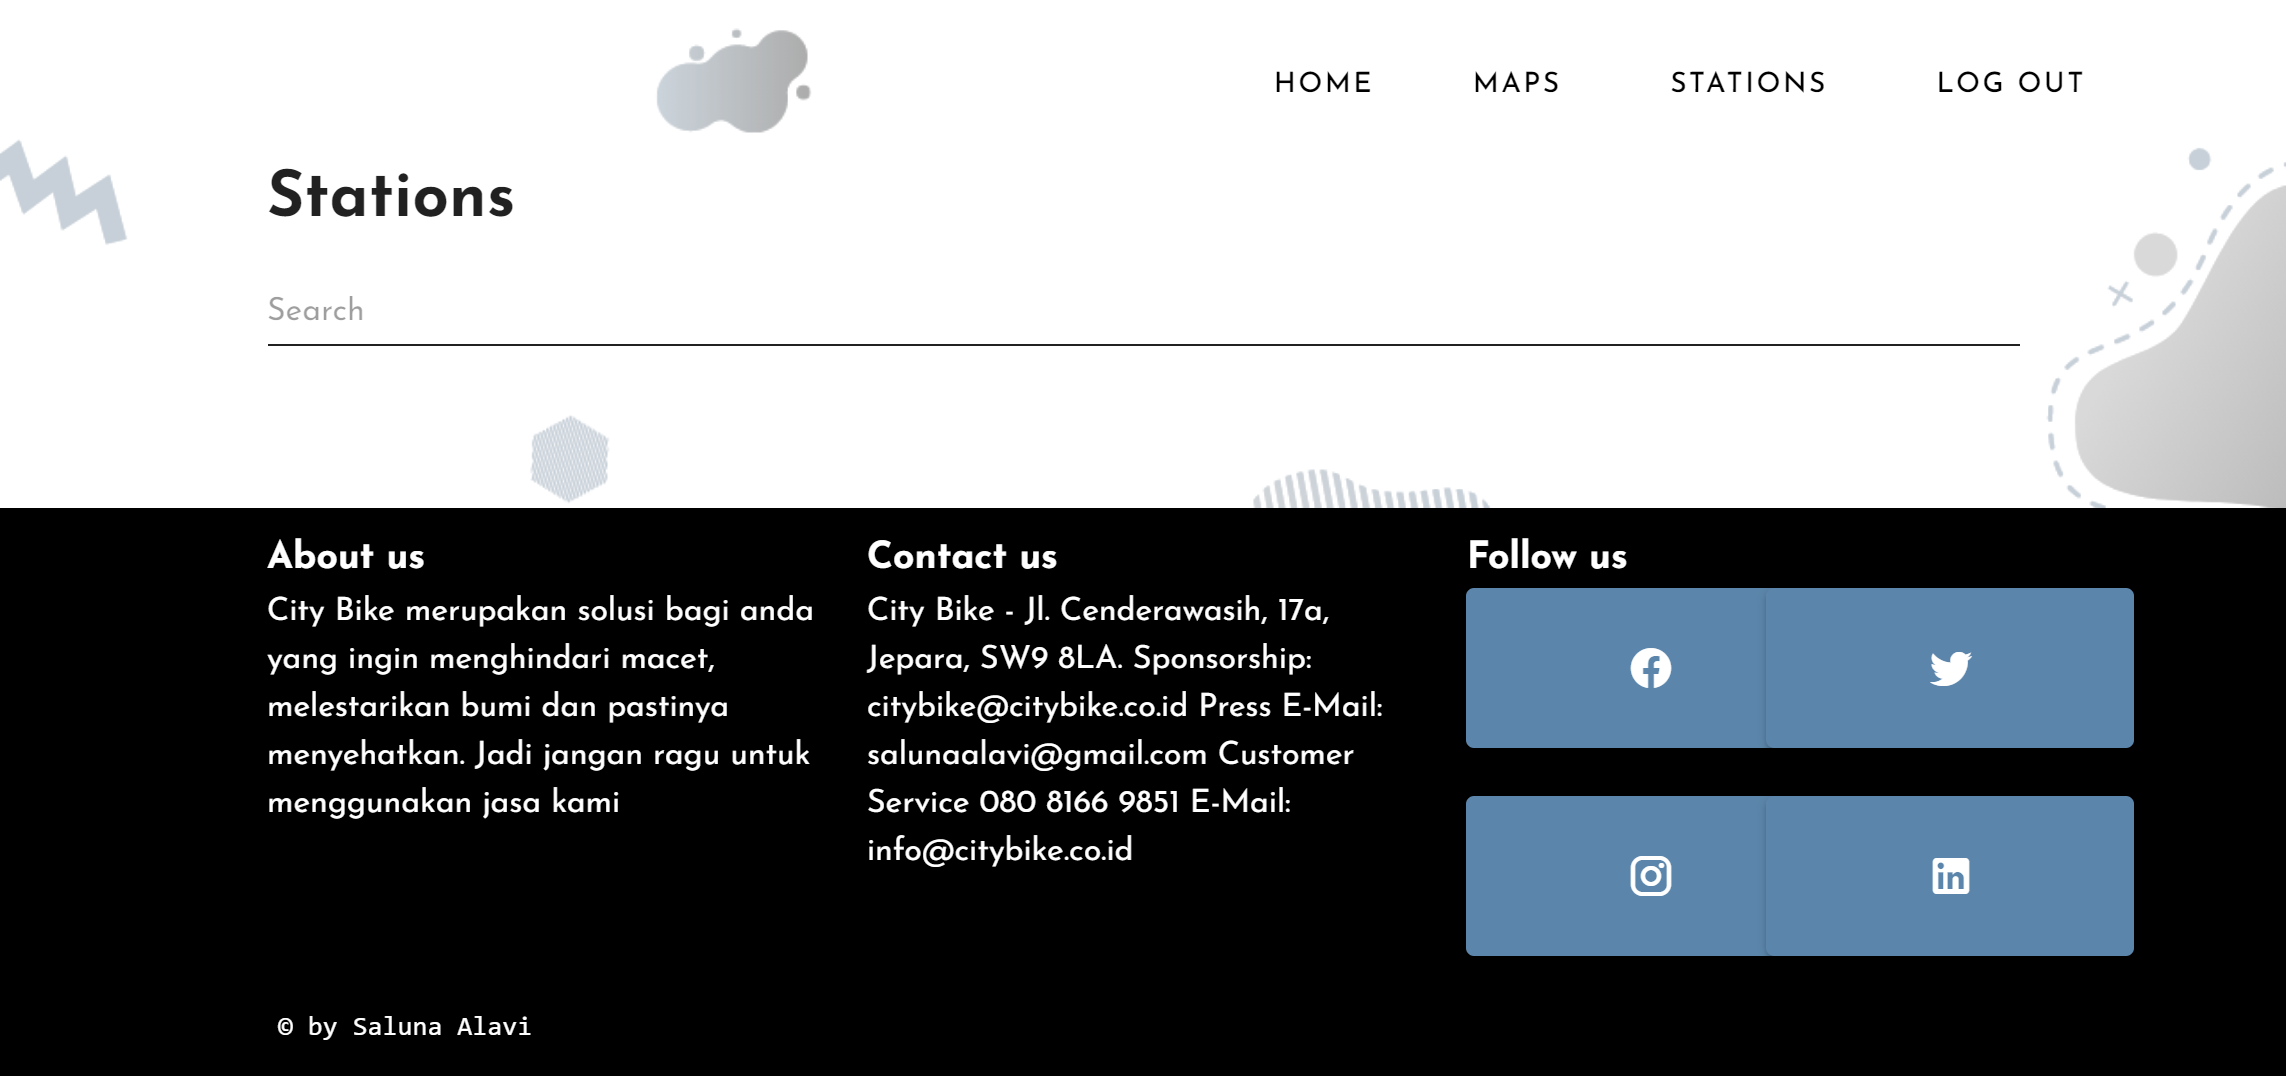 HOME MAPS STATIONS LOG OUT
Stations
Search
About us
City Bike merupakan solusi bagi anda
yang ingin menghindari macet,
melestarikan bumi dan pastinya
menyehatkan. Jadi jangan ragu untuk
menggunakan jasa kami
Contact us
City Bike - Jl. Cenderawasih, 17a,
Jepara, SW9 8LA. Sponsorship:
citybike@citybike.co.id Press E-Mail:
salunaalavi@gmail.com Customer
Service 080 8166 9851 E-Mail:
info@citybike.co.id
Follow us
© by Saluna Alavi